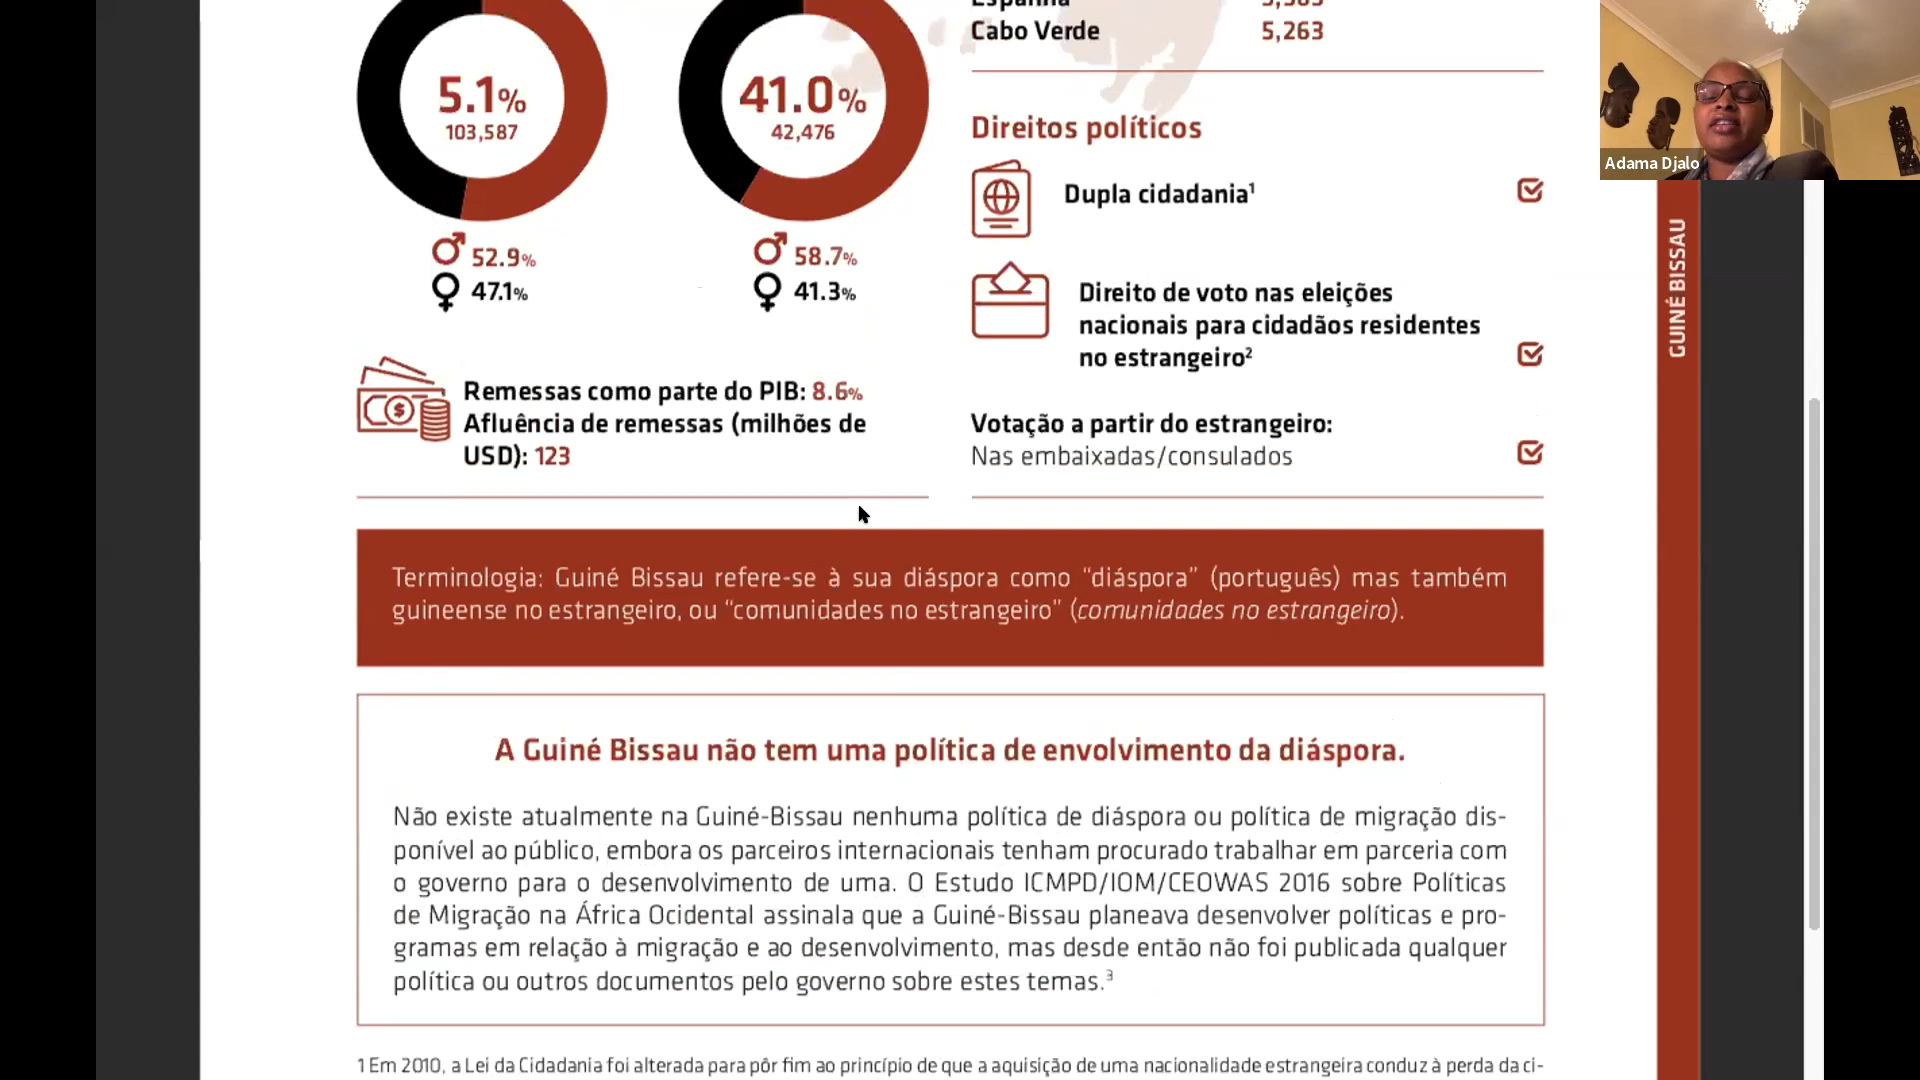 Espanha 5,385
Cabo Verde 5,263
5.1%
103,587
41.0%
42,476
52.9%
47.1%
58.7%
41.3%
Remessas como parte do PIB: 8.6%
Afluência de remessas (milhões de
USD): 123
Direitos políticos
Dupla cidadania¹
Direito de voto nas eleições
nacionais para cidadãos residentes
no estrangeiro²
Votação a partir do estrangeiro:
Nas embaixadas/consulados
Terminologia: Guiné Bissau refere-se à sua diáspora como “diáspora” (português) mas também
guineense no estrangeiro, ou “comunidades no estrangeiro” (comunidades no estrangeiro).
A Guiné Bissau não tem uma política de envolvimento da diáspora.
Não existe atualmente na Guiné-Bissau nenhuma política de diáspora ou política de migração dis-
ponível ao público, embora os parceiros internacionais tenham procurado trabalhar em parceria com
o governo para o desenvolvimento de uma. O Estudo ICMPD/IOM/CEOWAS 2016 sobre Políticas
de Migração na África Ocidental assinala que a Guiné-Bissau planeava desenvolver políticas e pro-
gramas em relação à migração e ao desenvolvimento, mas desde então não foi publicada qualquer
política ou outros documentos pelo governo sobre estes temas.³
1 Em 2010, a Lei da Cidadania foi alterada para pôr fim ao princípio de que a aquisição de uma nacionalidade estrangeira conduz à perda da ci-
GUINÉ BISSAU
Adama Djalo